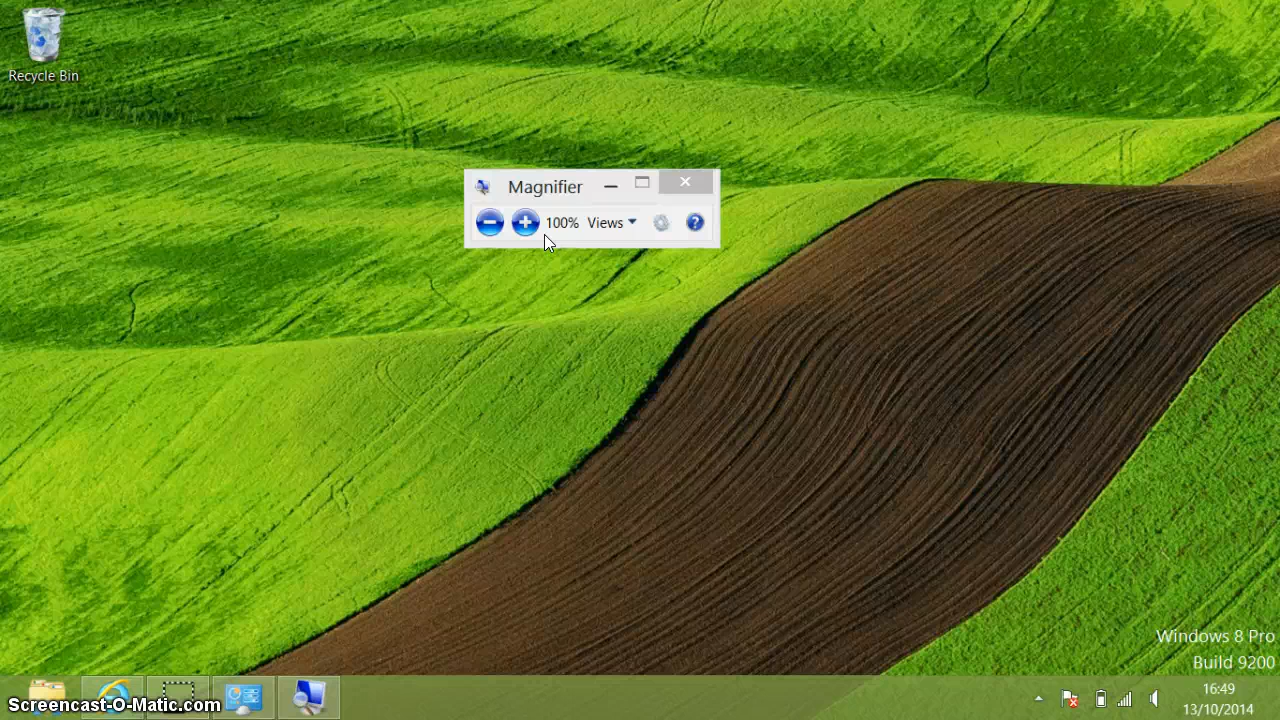 Recycle Bin
Magnifier
100% Views
Windows 8 Pro
Build 9200
Screencast-O-Matic.com
16:49
13/10/2014